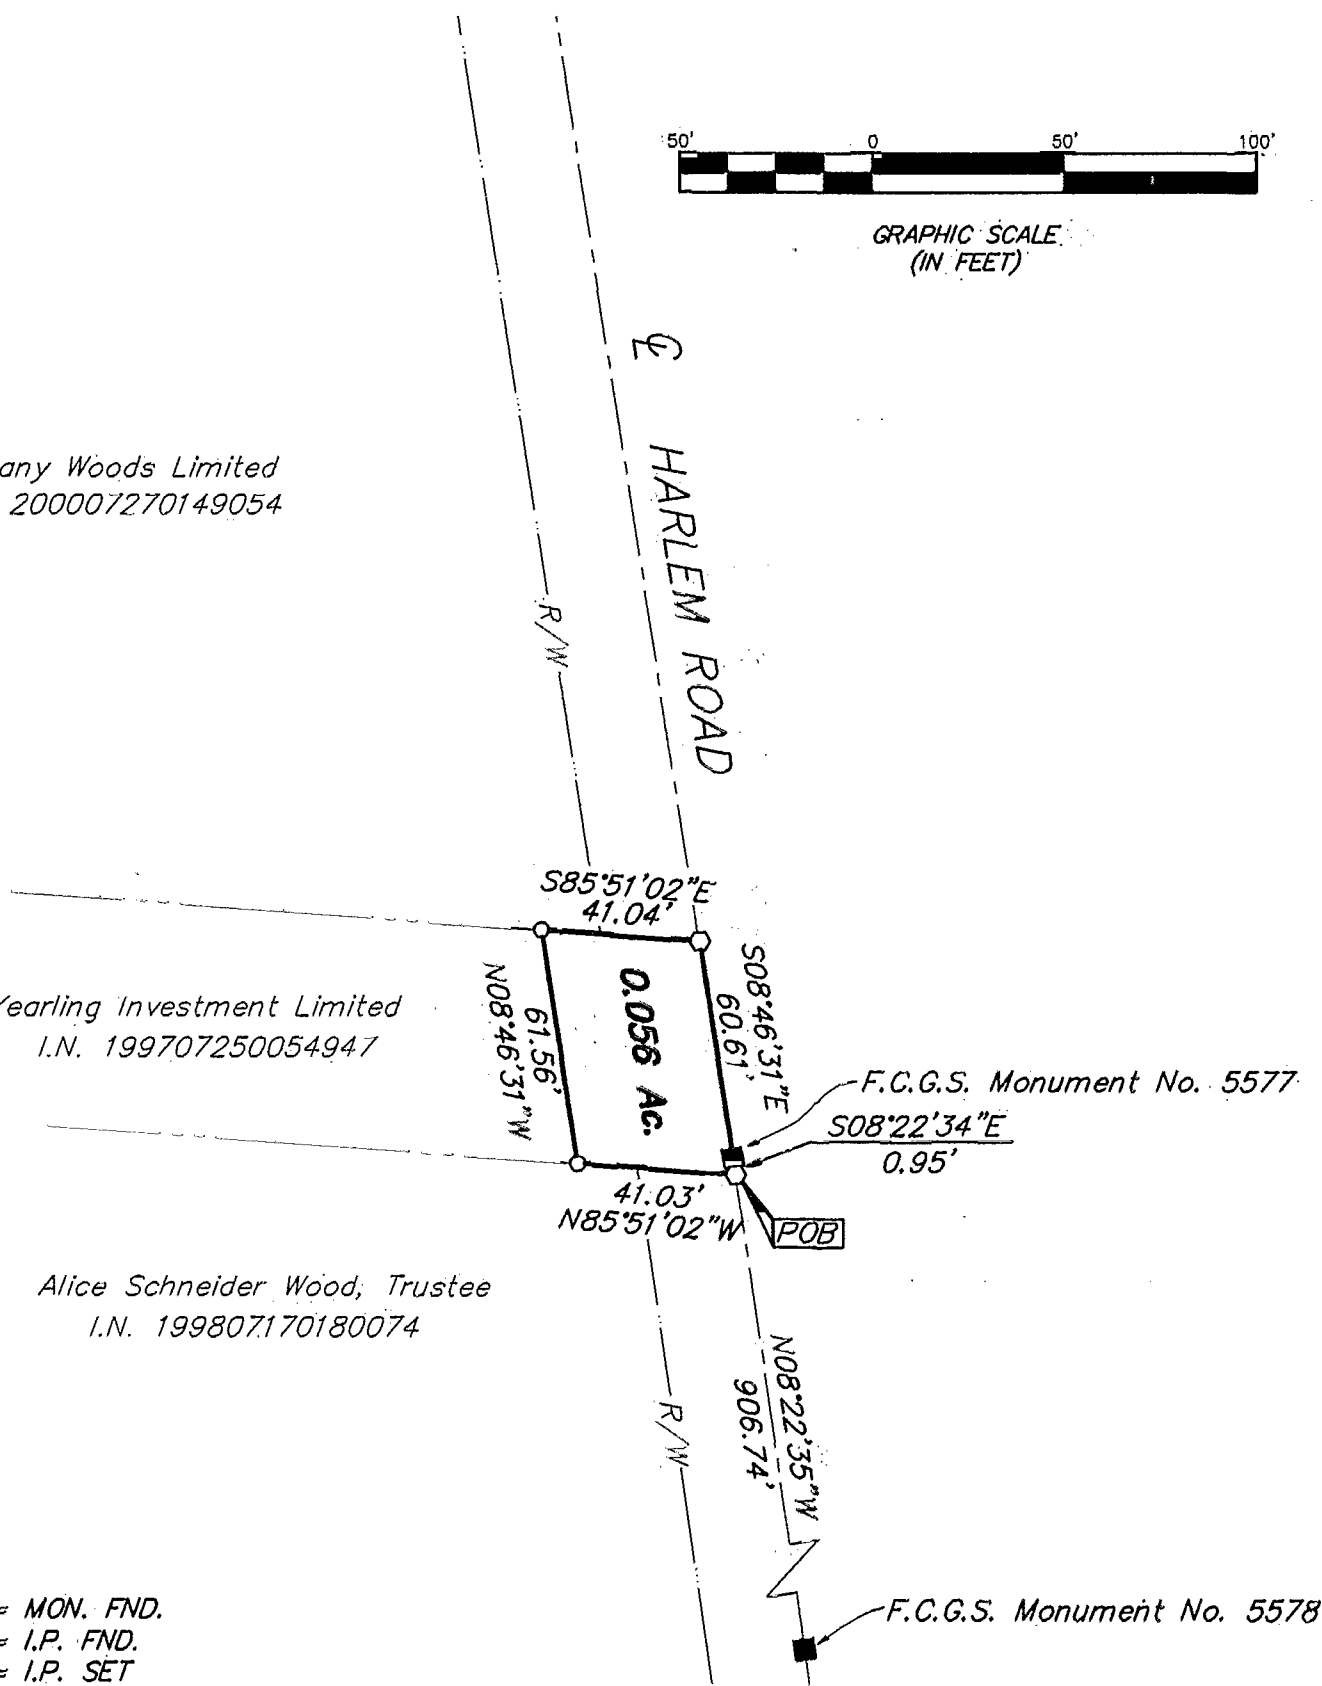 50' 0 50' 100'
GRAPHIC SCALE
(IN FEET)
℄ HARLEM ROAD
any Woods Limited
200007270149054
R/W
S85°51'02"E
41.04'
S08°46'31"E
60.61'
0.056 Ac.
61.56'
N08°46'31"W
Yearling Investment Limited
I.N. 199707250054947
F.C.G.S. Monument No. 5577
S08°22'34"E
0.95'
41.03'
N85°51'02"W
POB
Alice Schneider Wood, Trustee
I.N. 199807170180074
N08°22'35"W
906.74'
R/W
F.C.G.S. Monument No. 5578
= MON. FND.
= I.P. FND.
= I.P. SET